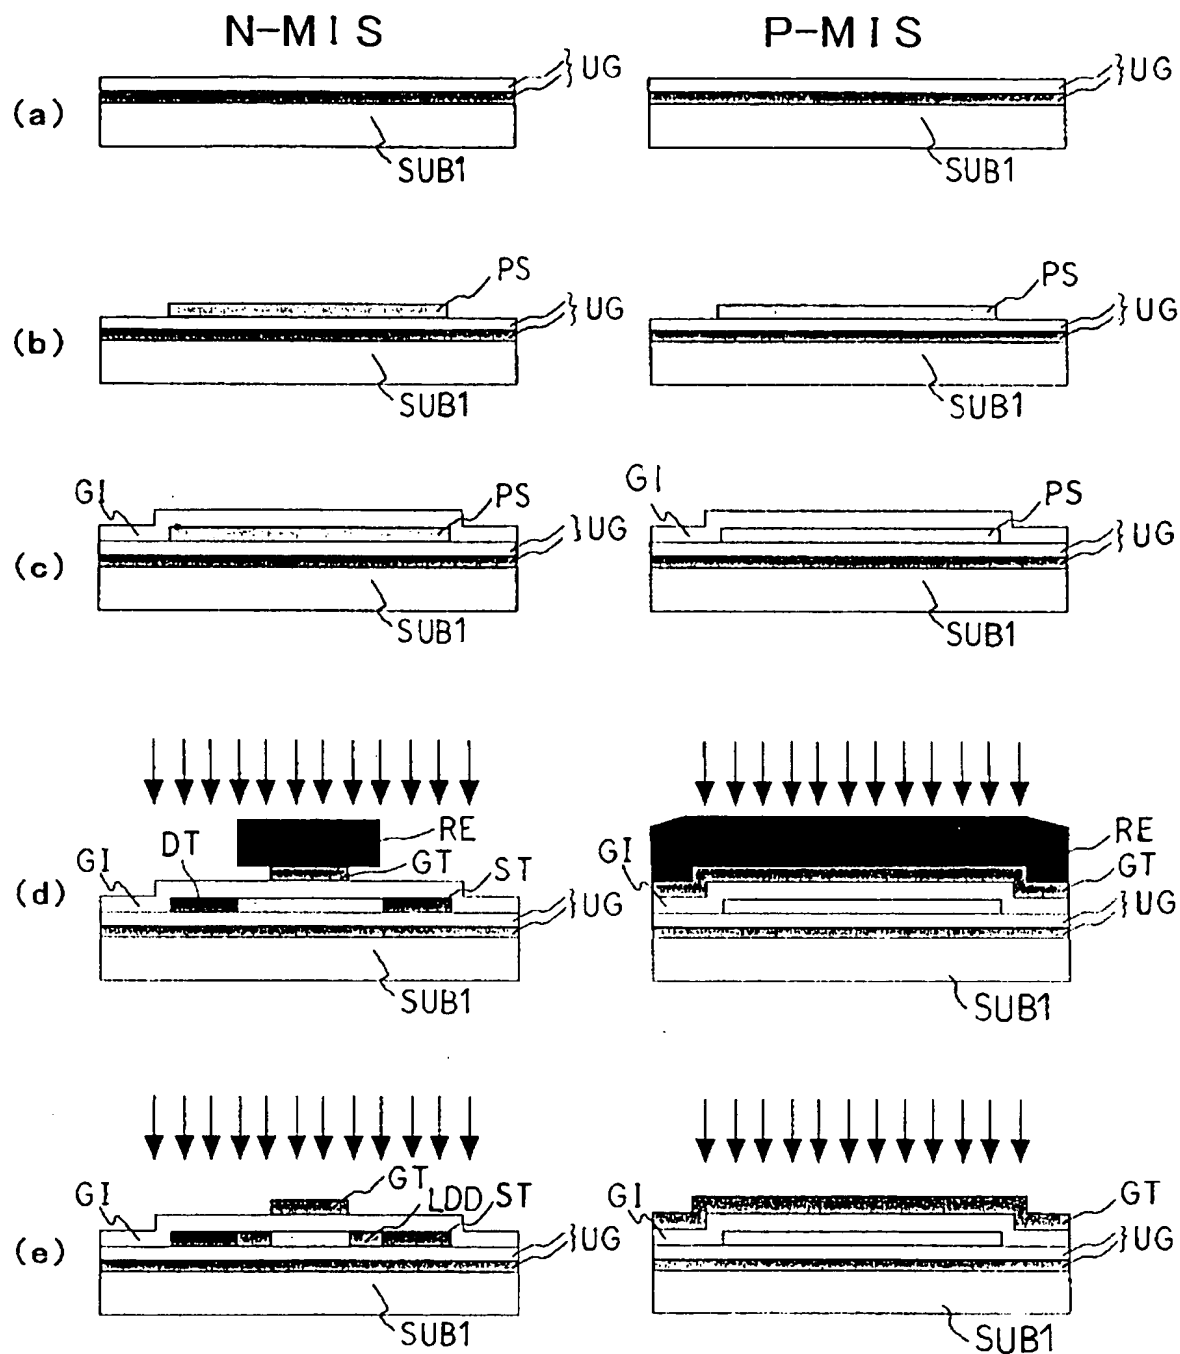 N-MIS P-MIS
(a) UG SUB1 UG SUB1
(b) PS UG SUB1 PS UG SUB1
(c) GI PS UG SUB1 GI PS UG SUB1
(d) GI DT RE GT ST UG SUB1 GI RE GT UG SUB1
(e) GI GT LDD ST UG SUB1 GI GT UG SUB1